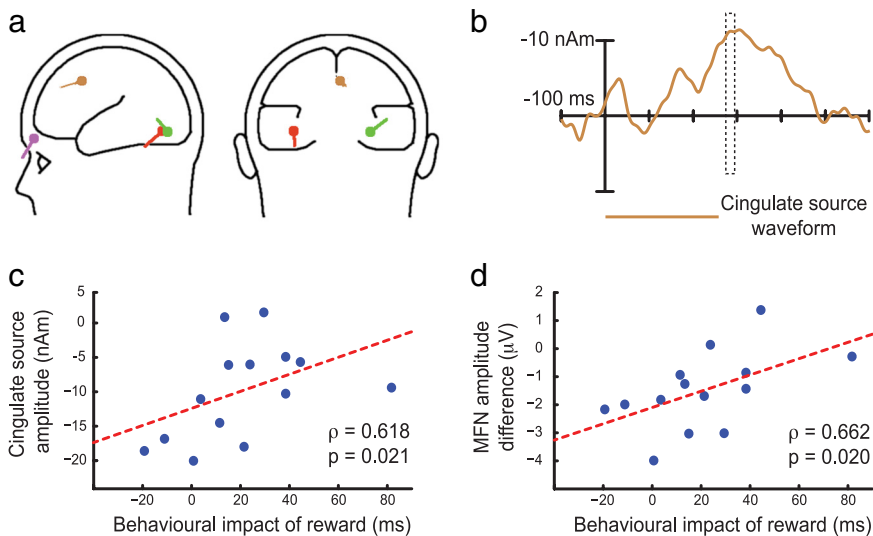 a
b
-10 nAm
-100 ms
Cingulate source
waveform
c
Cingulate source
amplitude (nAm)
5
0
−5
−10
−15
−20
−20 0 20 40 60 80
Behavioural impact of reward (ms)
ρ = 0.618
p = 0.021
d
MFN amplitude
difference (μV)
2
1
0
−1
−2
−3
−4
−5
−20 0 20 40 60 80
Behavioural impact of reward (ms)
ρ = 0.662
p = 0.020